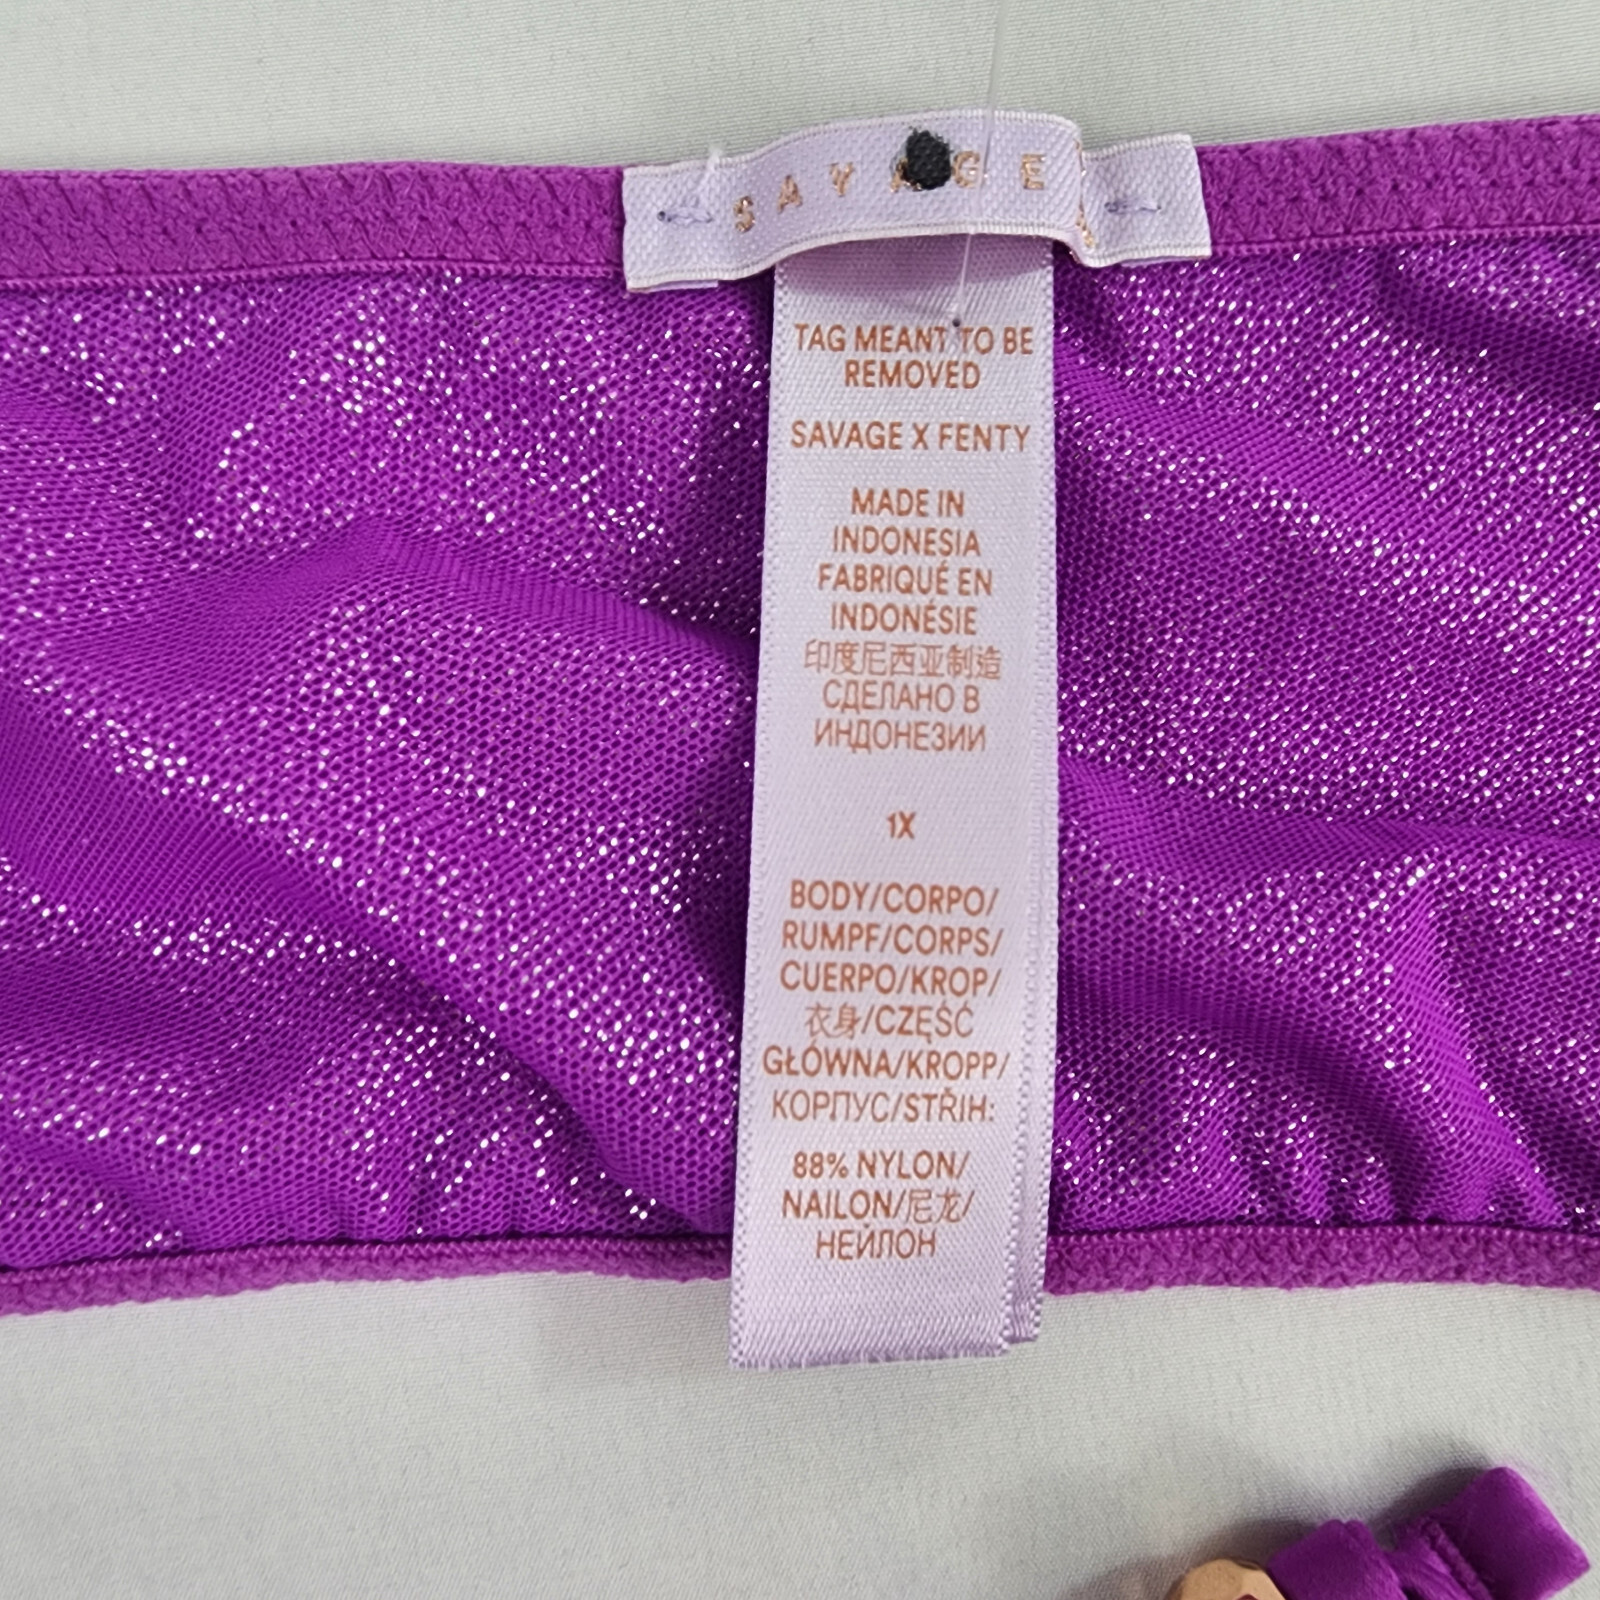 SAVAGE
TAG MEANT TO BE
REMOVED
SAVAGE X FENTY
MADE IN
INDONESIA
FABRIQUÉ EN
INDONÉSIE
印度尼西亚制造
СДЕЛАНО В
ИНДОНЕЗИИ
1X
BODY/CORPO/
RUMPF/CORPS/
CUERPO/KROP/
衣身/CZĘŚĆ
GŁÓWNA/KROPP/
КОРПУС/STŘIH:
88% NYLON/
NAILON/尼龙/
НЕЙЛОН